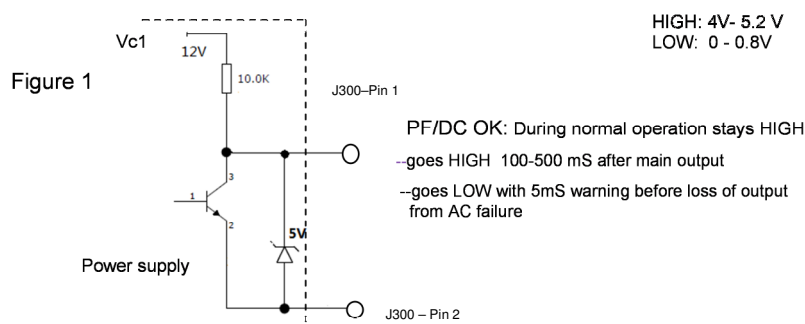 HIGH: 4V- 5.2 V
LOW: 0 - 0.8V
Vc1
12V
Figure 1
10.0K
J300–Pin 1
PF/DC OK: During normal operation stays HIGH
--goes HIGH 100-500 mS after main output
--goes LOW with 5mS warning before loss of output
from AC failure
3
1
2
5V
Power supply
J300 – Pin 2